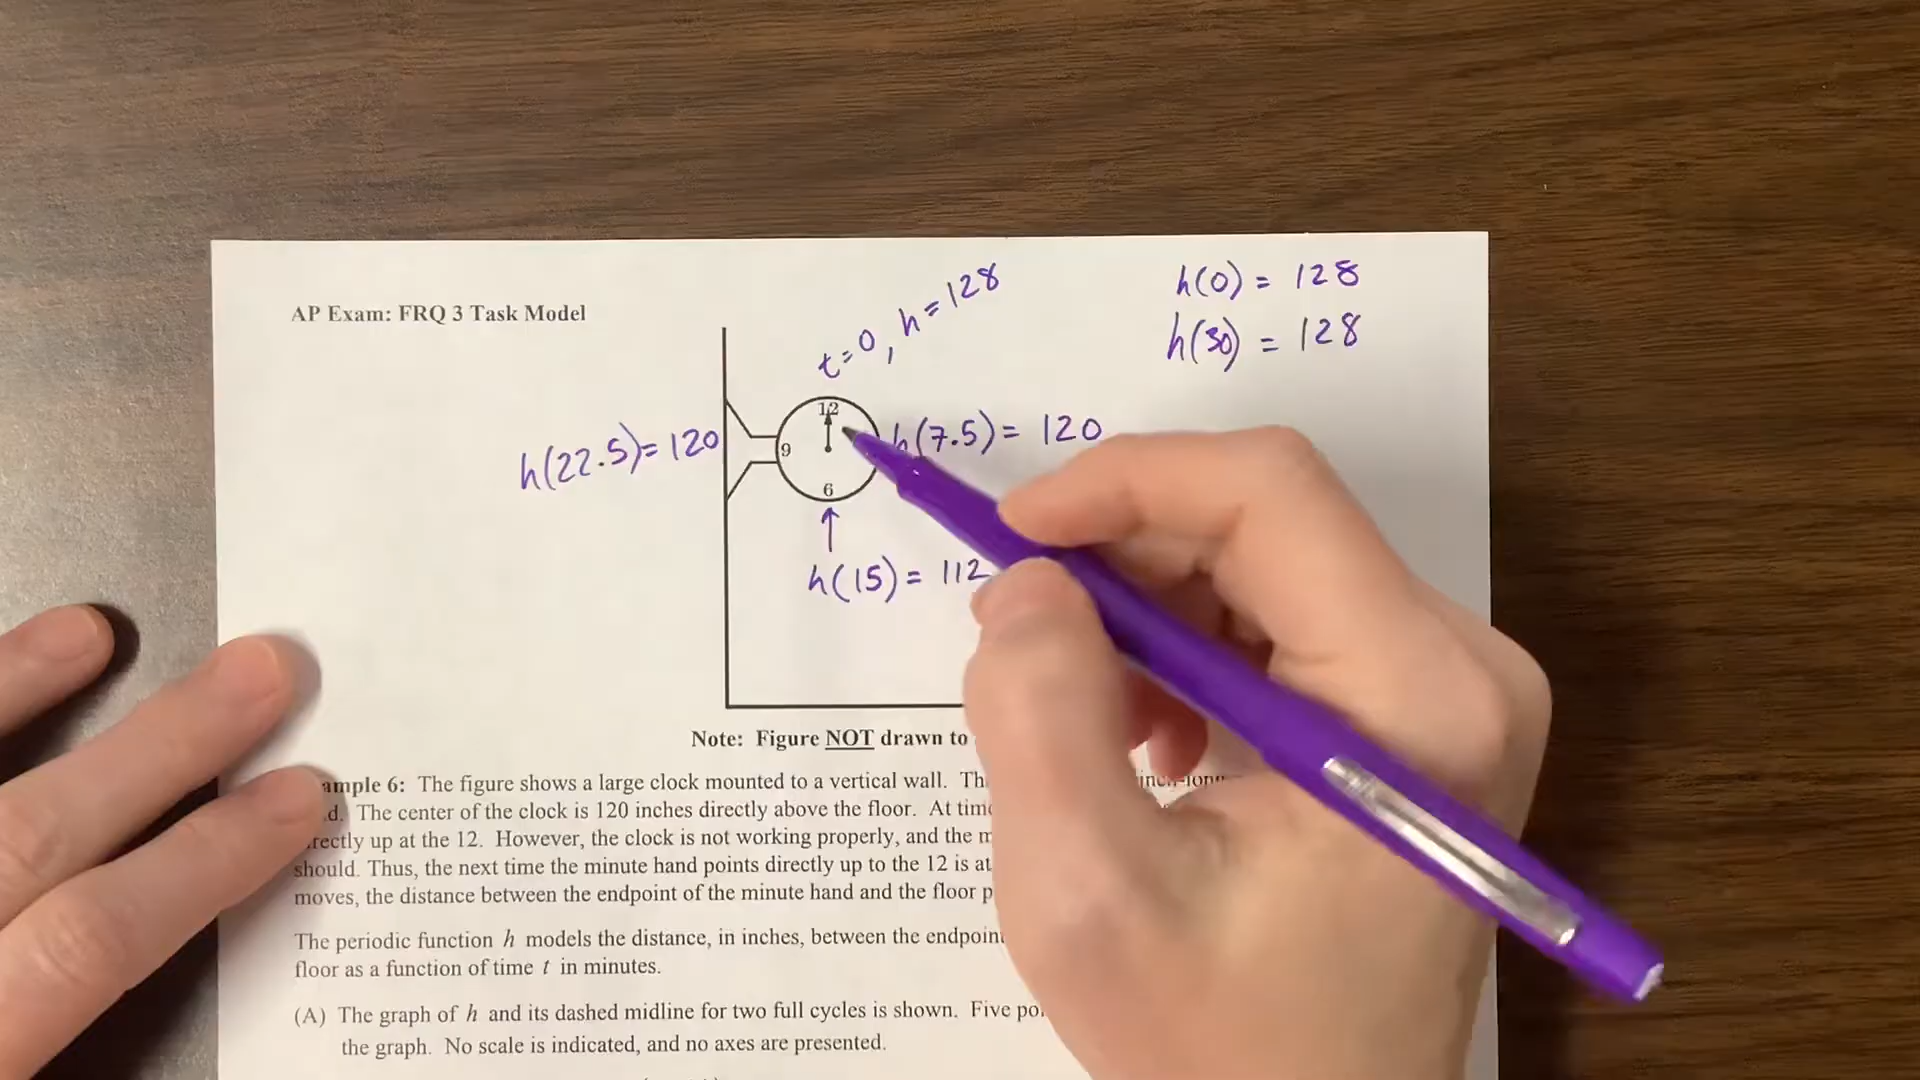 AP Exam: FRQ 3 Task Model
t=0, h=128
h(0) = 128
h(30) = 128
12
h(22.5)=120
9
h(7.5)= 120
6
h(15)= 112
Note: Figure NOT drawn to
ample 6: The figure shows a large clock mounted to a vertical wall. Th
d. The center of the clock is 120 inches directly above the floor. At tim
rectly up at the 12. However, the clock is not working properly, and the m
should. Thus, the next time the minute hand points directly up to the 12 is at
moves, the distance between the endpoint of the minute hand and the floor p
The periodic function h models the distance, in inches, between the endpoint
floor as a function of time t in minutes.
(A) The graph of h and its dashed midline for two full cycles is shown. Five po
the graph. No scale is indicated, and no axes are presented.